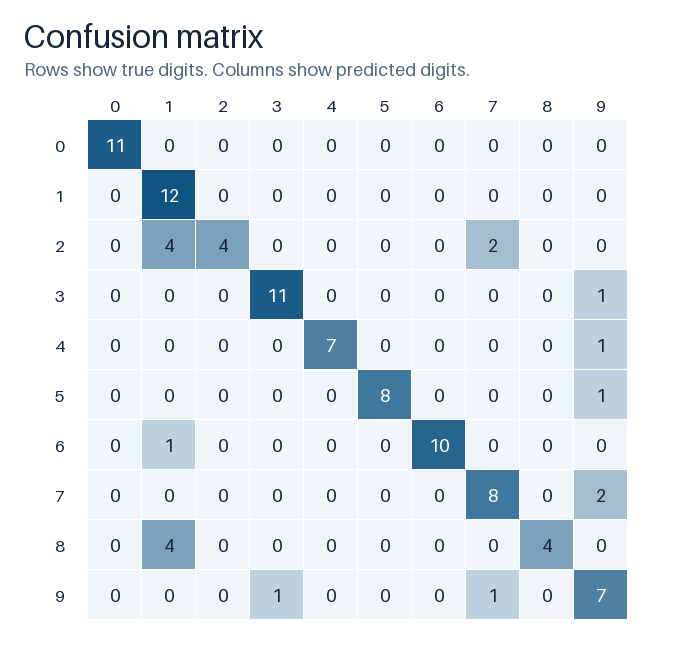 Confusion matrix
Rows show true digits. Columns show predicted digits.
0 1 2 3 4 5 6 7 8 9
0 11 0 0 0 0 0 0 0 0 0
1 0 12 0 0 0 0 0 0 0 0
2 0 4 4 0 0 0 0 2 0 0
3 0 0 0 11 0 0 0 0 0 1
4 0 0 0 0 7 0 0 0 0 1
5 0 0 0 0 0 8 0 0 0 1
6 0 1 0 0 0 0 10 0 0 0
7 0 0 0 0 0 0 0 8 0 2
8 0 4 0 0 0 0 0 0 4 0
9 0 0 0 1 0 0 0 1 0 7